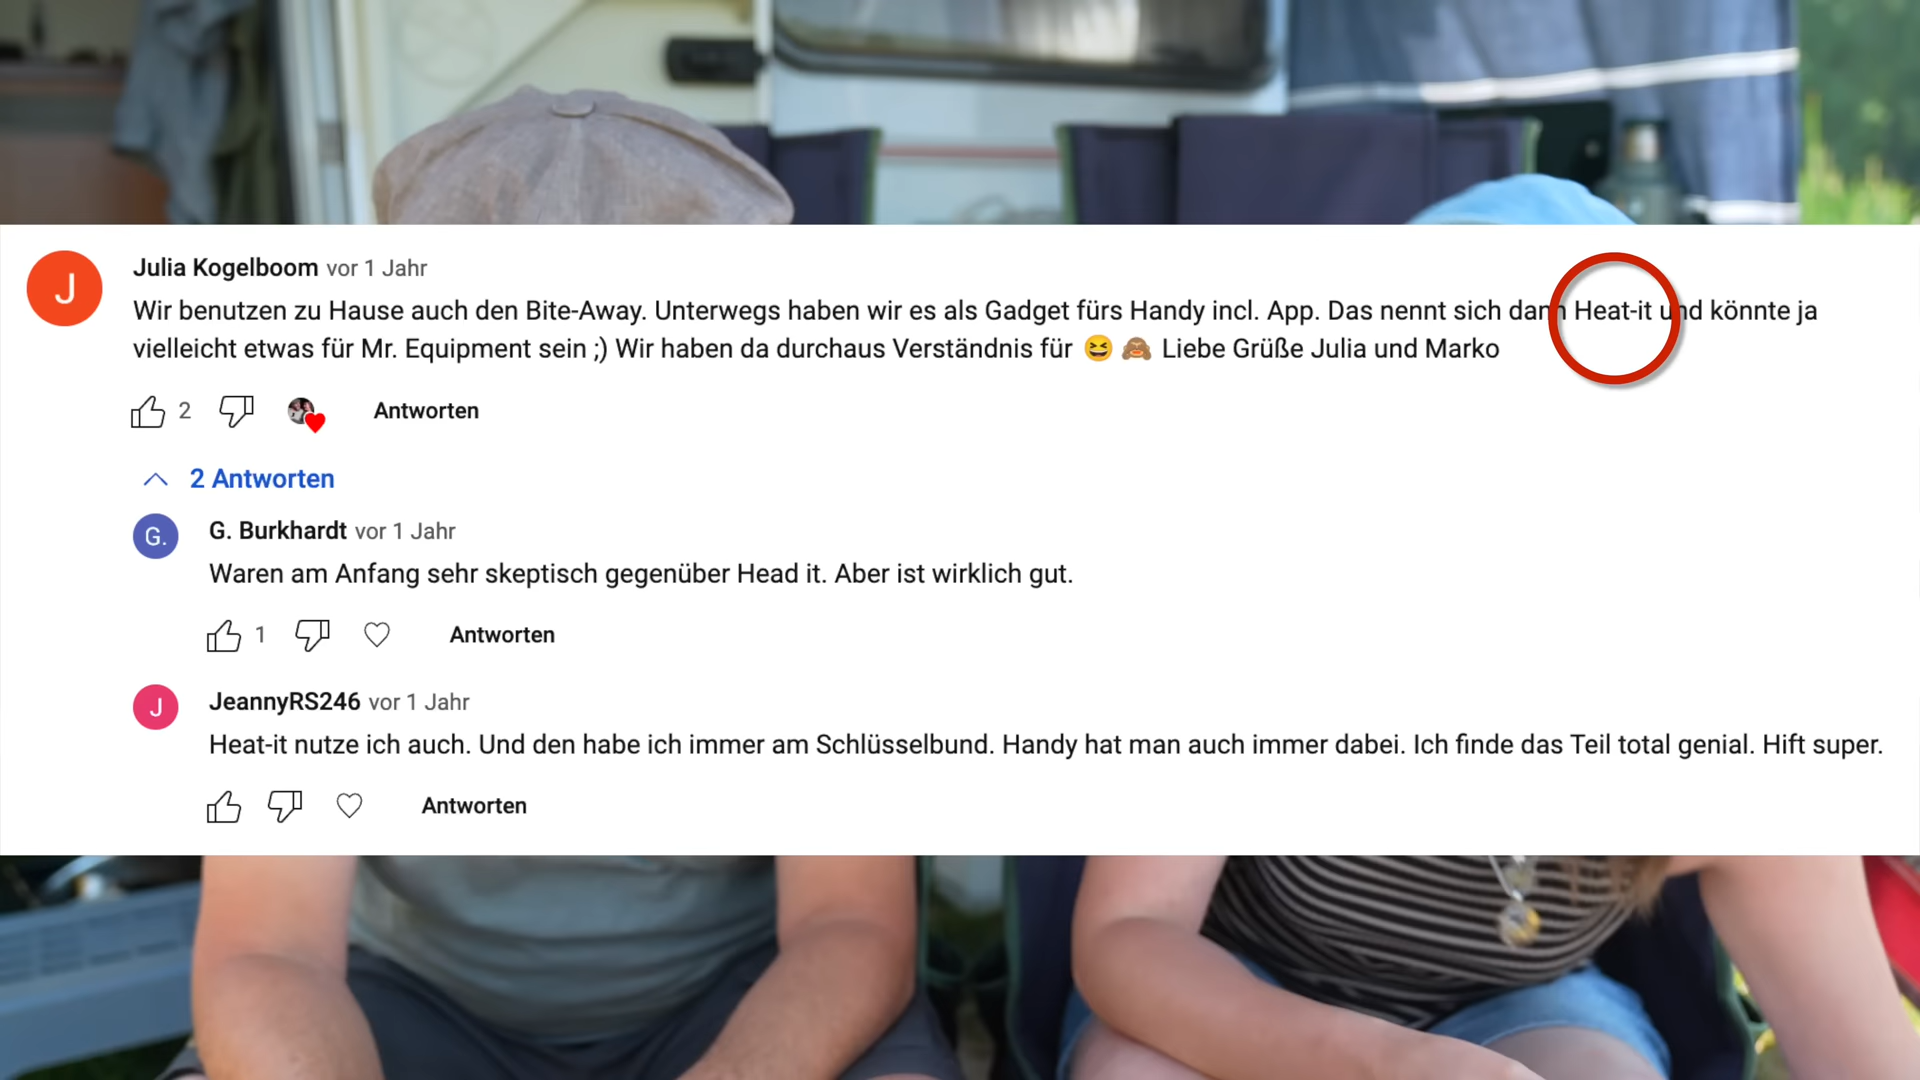 J
Julia Kogelboom vor 1 Jahr
Wir benutzen zu Hause auch den Bite-Away. Unterwegs haben wir es als Gadget fürs Handy incl. App. Das nennt sich dann Heat-it und könnte ja
vielleicht etwas für Mr. Equipment sein ;) Wir haben da durchaus Verständnis für 😆 🙈 Liebe Grüße Julia und Marko
2 Antworten
2 Antworten
G.
G. Burkhardt vor 1 Jahr
Waren am Anfang sehr skeptisch gegenüber Head it. Aber ist wirklich gut.
1 Antworten
J
JeannyRS246 vor 1 Jahr
Heat-it nutze ich auch. Und den habe ich immer am Schlüsselbund. Handy hat man auch immer dabei. Ich finde das Teil total genial. Hift super.
Antworten